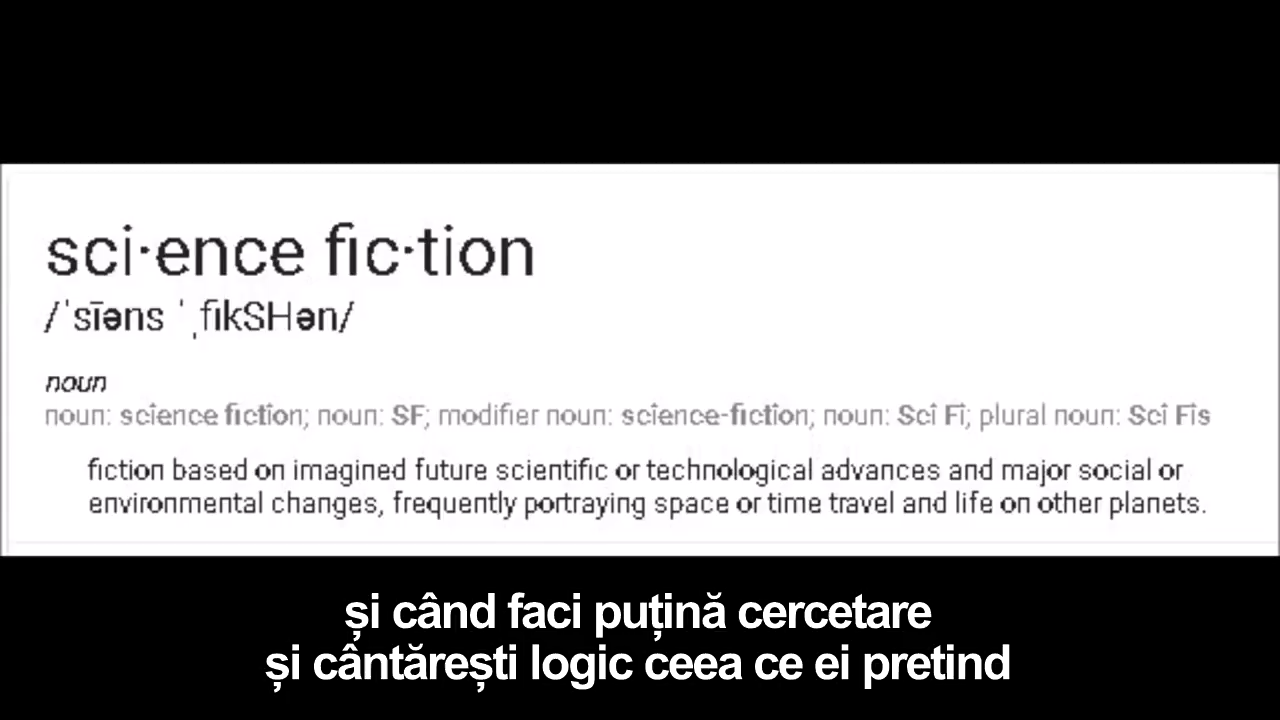 sci·ence fic·tion
/ˈsīəns ˈˌfikSHən/
noun
noun: science fiction; noun: SF; modifier noun: science-fiction; noun: Sci Fi; plural noun: Sci Fis
fiction based on imagined future scientific or technological advances and major social or
environmental changes, frequently portraying space or time travel and life on other planets.
și când faci puțină cercetare
și cântărești logic ceea ce ei pretind